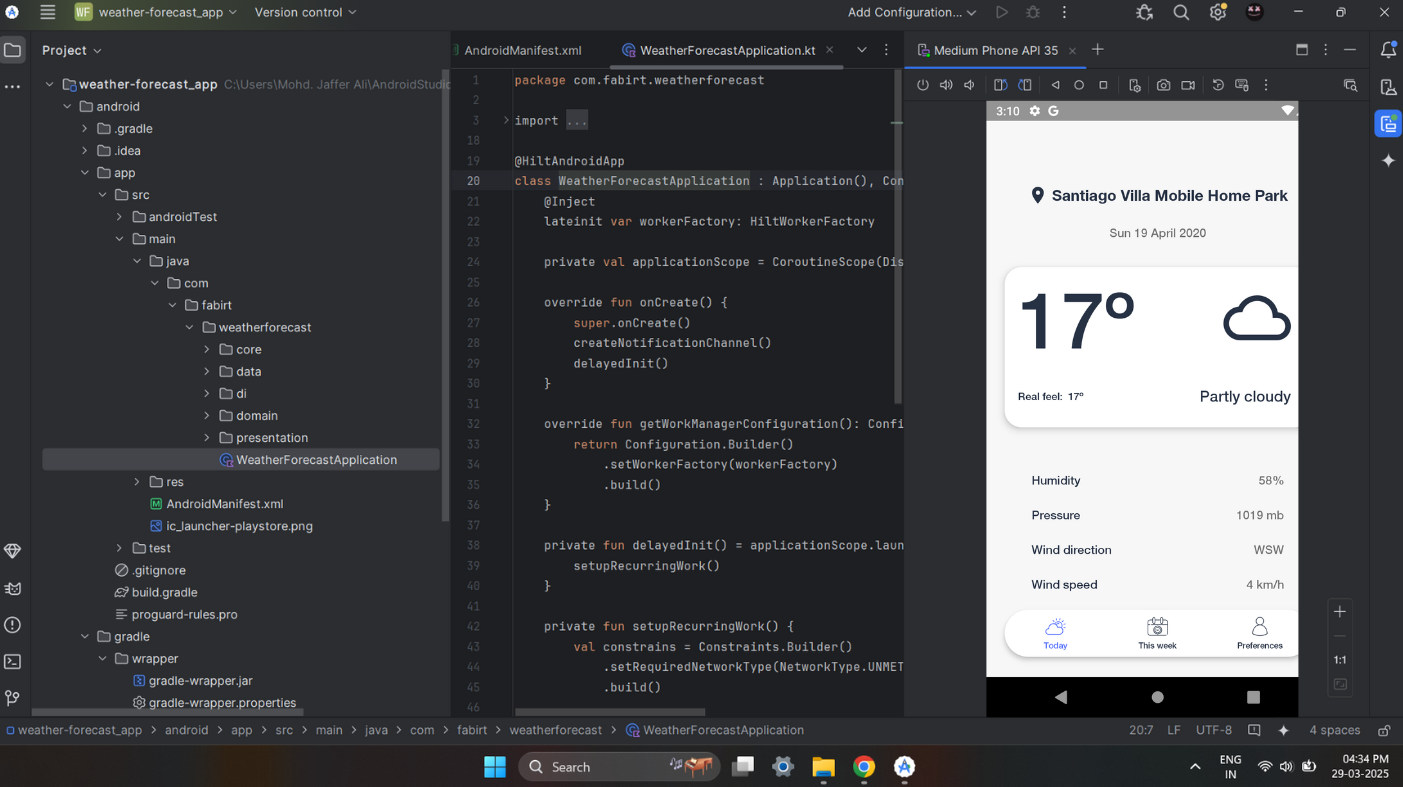 WF weather-forecast_app Version control Add Configuration...
Project
weather-forecast_app C:\Users\Mohd. Jaffer Ali\AndroidStudio
android
.gradle
.idea
app
src
androidTest
main
java
com
fabirt
weatherforecast
core
data
di
domain
presentation
WeatherForecastApplication
res
AndroidManifest.xml
ic_launcher-playstore.png
test
.gitignore
build.gradle
proguard-rules.pro
gradle
wrapper
gradle-wrapper.jar
gradle-wrapper.properties
AndroidManifest.xml WeatherForecastApplication.kt
1 package com.fabirt.weatherforecast
2
3 import ...
18
19 @HiltAndroidApp
20 class WeatherForecastApplication : Application(), Con
21 @Inject
22 lateinit var workerFactory: HiltWorkerFactory
23
24 private val applicationScope = CoroutineScope(Dis
25
26 override fun onCreate() {
27 super.onCreate()
28 createNotificationChannel()
29 delayedInit()
30 }
31
32 override fun getWorkManagerConfiguration(): Confi
33 return Configuration.Builder()
34 .setWorkerFactory(workerFactory)
35 .build()
36 }
37
38 private fun delayedInit() = applicationScope.laun
39 setupRecurringWork()
40 }
41
42 private fun setupRecurringWork() {
43 val constrains = Constraints.Builder()
44 .setRequiredNetworkType(NetworkType.UNMET
45 .build()
46
Medium Phone API 35
3:10 G
Santiago Villa Mobile Home Park
Sun 19 April 2020
17º
Real feel: 17º Partly cloudy
Humidity 58%
Pressure 1019 mb
Wind direction WSW
Wind speed 4 km/h
Today This week Preferences
1:1
weather-forecast_app > android > app > src > main > java > com > fabirt > weatherforecast > WeatherForecastApplication 20:7 LF UTF-8 4 spaces
Search
ENG
IN
04:34 PM
29-03-2025